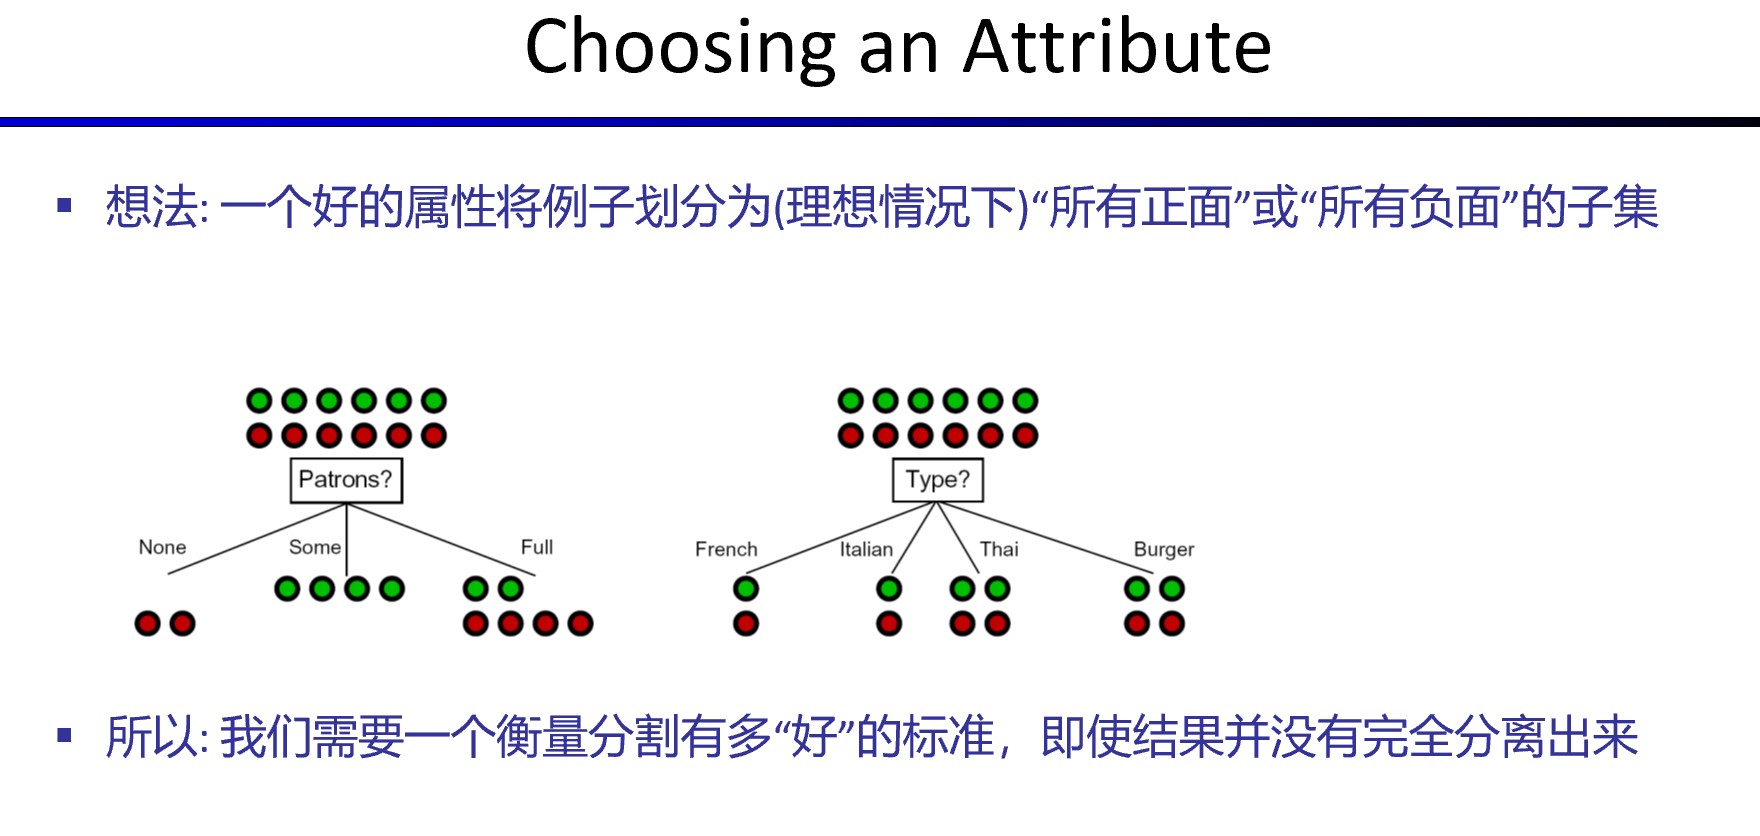 Choosing an Attribute
▪ 想法: 一个好的属性将例子划分为(理想情况下)“所有正面”或“所有负面”的子集
Patrons?
None
Some
Full
Type?
French
Italian
Thai
Burger
▪ 所以: 我们需要一个衡量分割有多“好”的标准，即使结果并没有完全分离出来